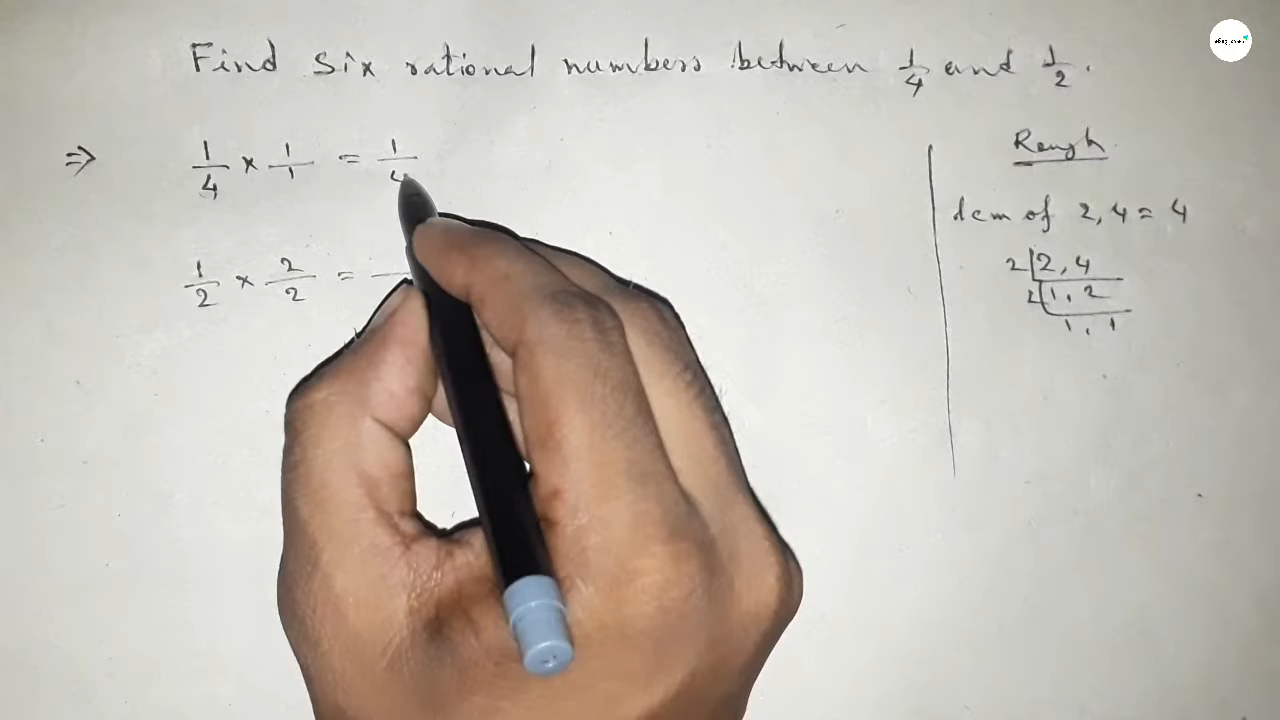 Find six rational numbers between 1/4 and 1/2.
⇒ 1/4 × 1/1 = 1/4
1/2 × 2/2 =
Rough
lcm of 2, 4 = 4
2 | 2, 4
2 | 1, 2
1, 1